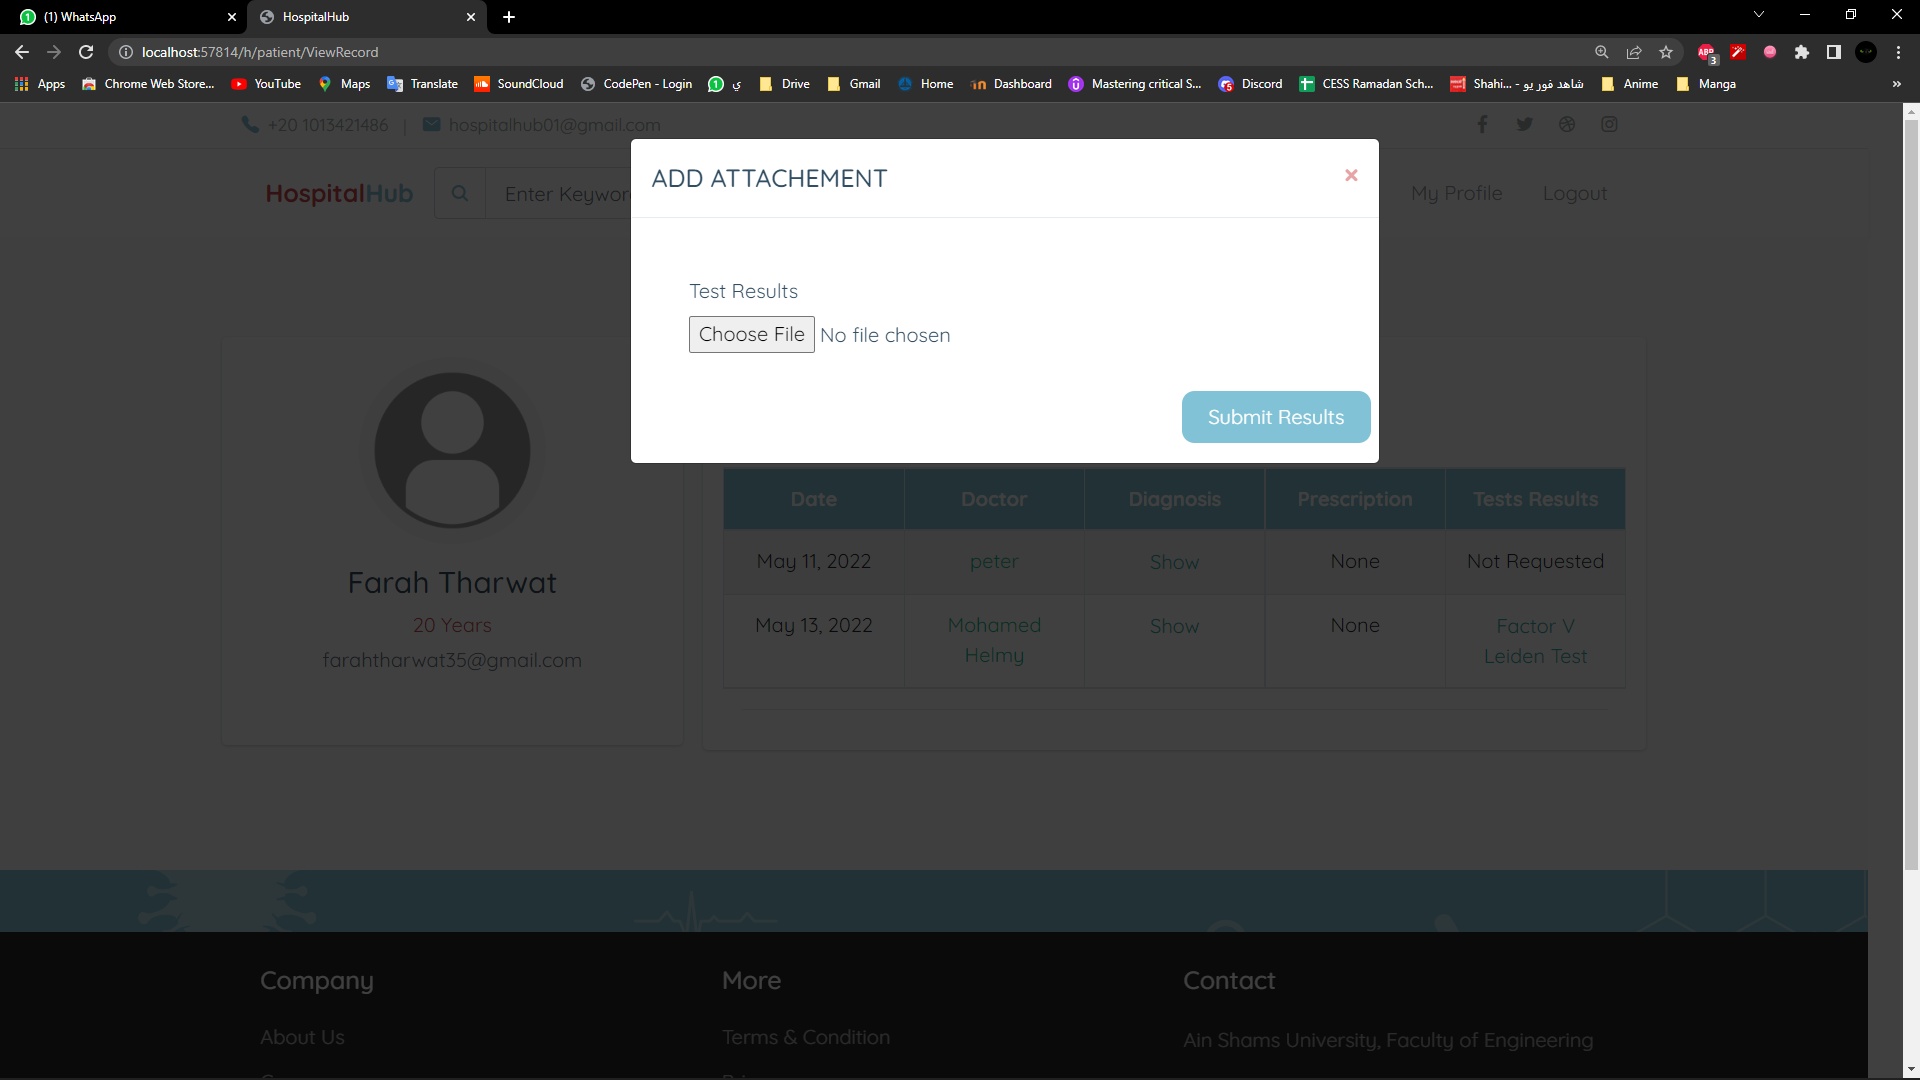 (1) WhatsApp
HospitalHub
localhost:57814/h/patient/ViewRecord
ABP
3
Apps
Chrome Web Store...
YouTube
Maps
Translate
SoundCloud
CodePen - Login
1
ي
Drive
Gmail
Home
Dashboard
Mastering critical S...
Discord
CESS Ramadan Sch...
Shahi... - شاهد فور يو
Anime
Manga
»
+20 1013421486 | hospitalhub01@gmail.com
HospitalHub
Enter Keywor
My Profile
Logout
ADD ATTACHEMENT
×
Test Results
Choose File No file chosen
Submit Results
Farah Tharwat
20 Years
farahtharwat35@gmail.com
Date Doctor Diagnosis Prescription Tests Results
May 11, 2022 peter Show None Not Requested
May 13, 2022 Mohamed Helmy Show None Factor V Leiden Test
Company
About Us
More
Terms & Condition
Contact
Ain Shams University, Faculty of Engineering